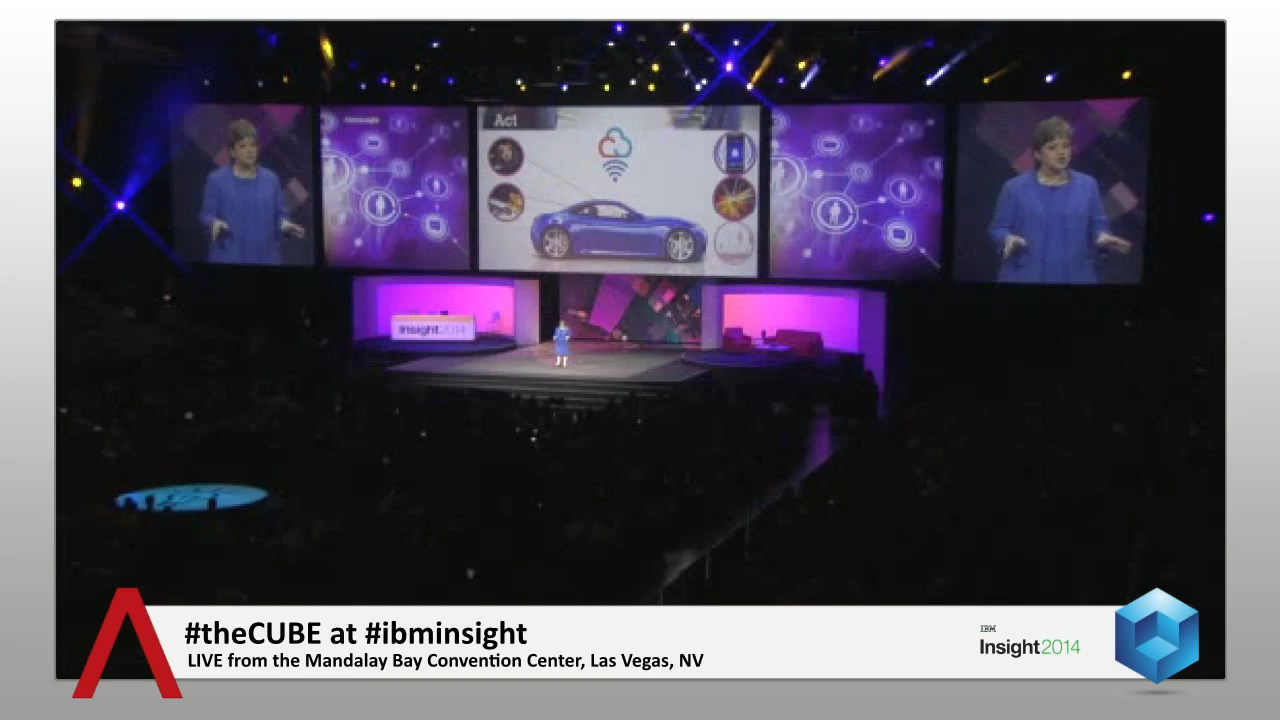 Act
Insight2014
#theCUBE at #ibminsight
LIVE from the Mandalay Bay Convention Center, Las Vegas, NV
IBM
Insight2014